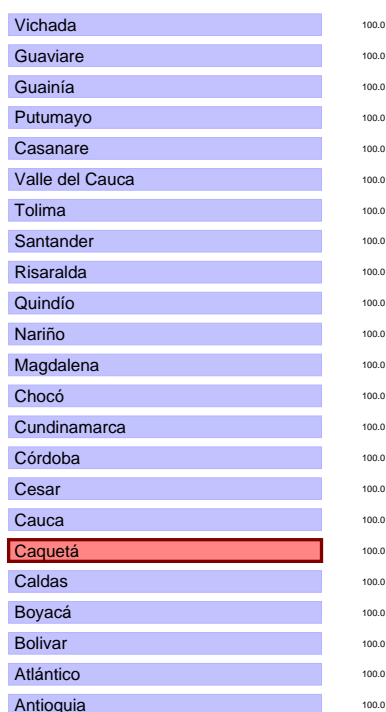 Vichada 100.0
Guaviare 100.0
Guainía 100.0
Putumayo 100.0
Casanare 100.0
Valle del Cauca 100.0
Tolima 100.0
Santander 100.0
Risaralda 100.0
Quindío 100.0
Nariño 100.0
Magdalena 100.0
Chocó 100.0
Cundinamarca 100.0
Córdoba 100.0
Cesar 100.0
Cauca 100.0
Caquetá 100.0
Caldas 100.0
Boyacá 100.0
Bolivar 100.0
Atlántico 100.0
Antioquia 100.0